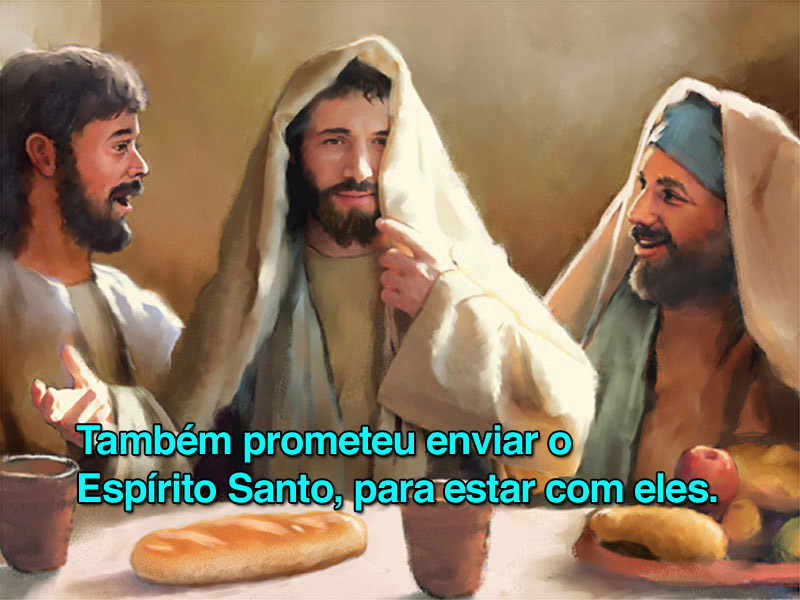 Também prometeu enviar o
Espírito Santo, para estar com eles.